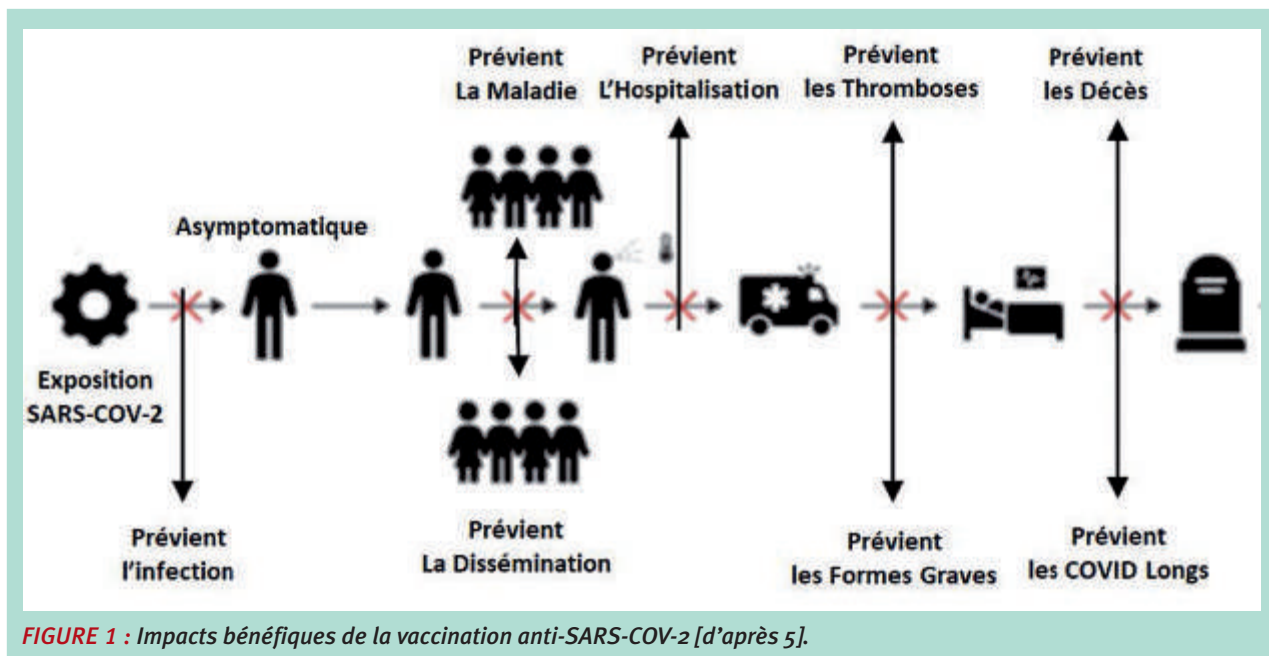 Prévient
La Maladie
Prévient
L'Hospitalisation
Prévient
les Thromboses
Prévient
les Décès
Asymptomatique
Exposition
SARS-COV-2
Prévient
l'infection
Prévient
La Dissémination
Prévient
les Formes Graves
Prévient
les COVID Longs
FIGURE 1 : Impacts bénéfiques de la vaccination anti-SARS-COV-2 [d'après 5].